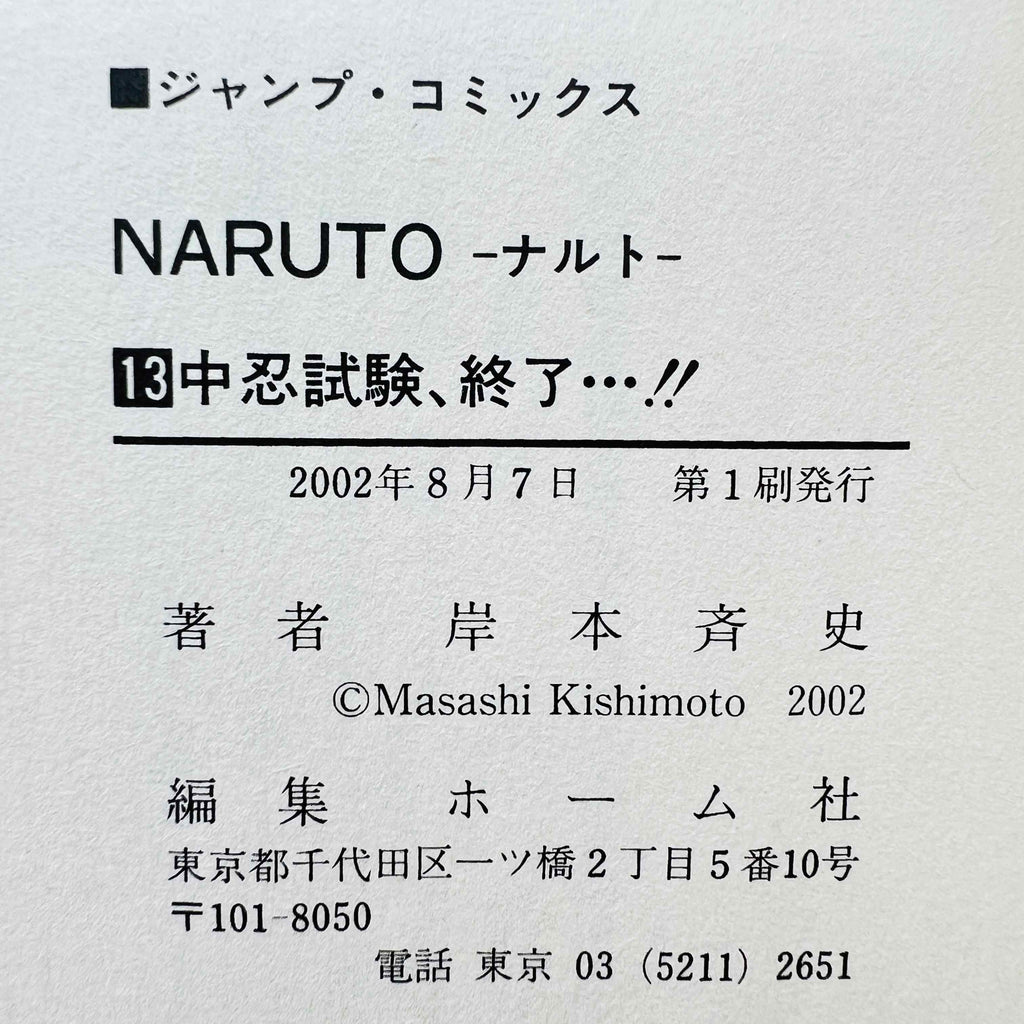 ■ジャンプ・コミックス
NARUTO -ナルト-
13中忍試験、終了…!!
2002年8月7日 第1刷発行
著者 岸本斉史
©Masashi Kishimoto 2002
編集 ホーム社
東京都千代田区一ツ橋2丁目5番10号
〒101-8050
電話 東京 03 (5211) 2651